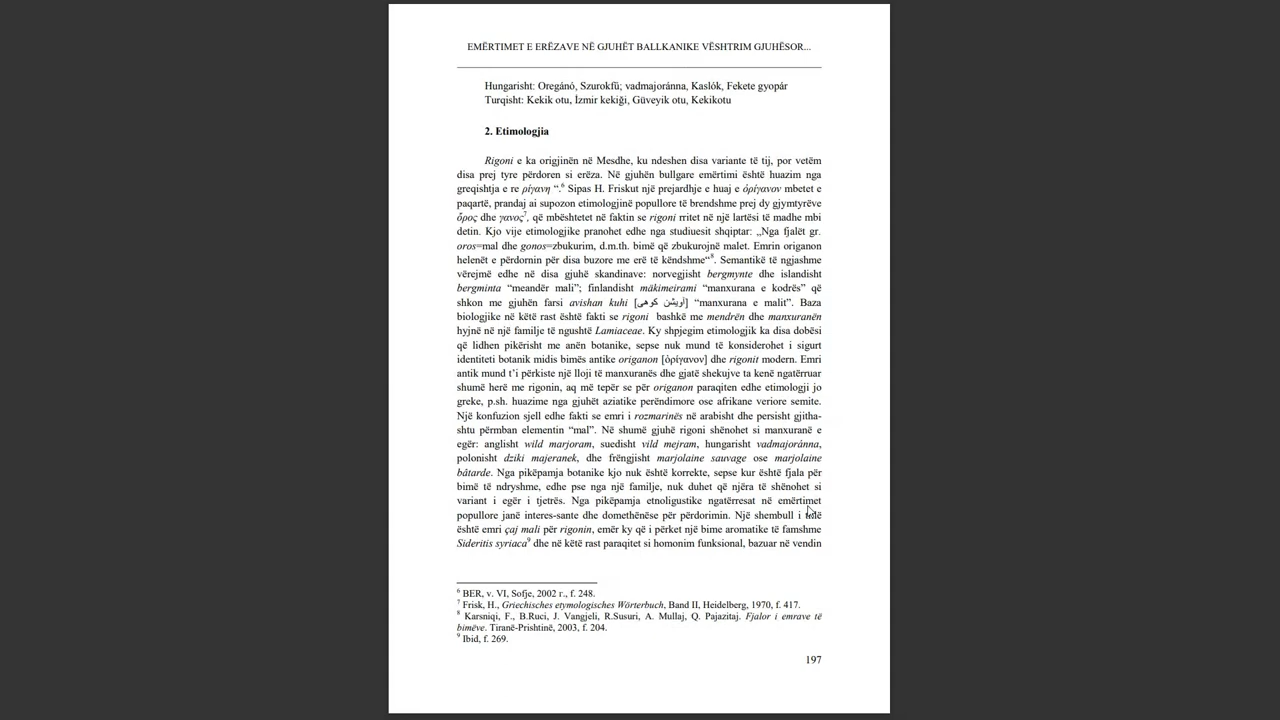 EMËRTIMET E ERËZAVE NË GJUHËT BALLKANIKE VËSHTRIM GJUHËSOR...
Hungarisht: Oregánó, Szurokfű; vadmajoránna, Kaslók, Fekete gyopár
Turqisht: Kekik otu, İzmir kekiği, Güveyik otu, Kekikotu
2. Etimologjia
Rigoni e ka origjinën në Mesdhe, ku ndeshen disa variante të tij, por vetëm
disa prej tyre përdoren si erëza. Në gjuhën bullgare emërtimi është huazim nga
greqishtja e re ρίγανη “.6 Sipas H. Friskut një prejardhje e huaj e όρίγανον mbetet e
paqartë, prandaj ai supozon etimologjinë popullore të brendshme prej dy gjymtyrëve
ὄρος dhe γανος7, që mbështetet në faktin se rigoni rritet në një lartësi të madhe mbi
detin. Kjo vije etimologjike pranohet edhe nga studiuesit shqiptar: „Nga fjalët gr.
oros=mal dhe gonos=zbukurim, d.m.th. bimë që zbukurojnë malet. Emrin origanon
helenët e përdornin për disa buzore me erë të këndshme“8. Semantikë të ngjashme
vërejmë edhe në disa gjuhë skandinave: norvegjisht bergmynte dhe islandisht
bergminta “meandër mali”; finlandisht mäkimeirami “manxurana e kodrës” që
shkon me gjuhën farsi avishan kuhi [آویشن کوهی] “manxurana e malit”. Baza
biologjike në këtë rast është fakti se rigoni bashkë me mendrën dhe manxuranën
hyjnë në një familje të ngushtë Lamiaceae. Ky shpjegim etimologjik ka disa dobësi
që lidhen pikërisht me anën botanike, sepse nuk mund të konsiderohet i sigurt
identiteti botanik midis bimës antike origanon [ὀρίγανον] dhe rigonit modern. Emri
antik mund t’i përkiste një lloji të manxuranës dhe gjatë shekujve ta kenë ngatërruar
shumë herë me rigonin, aq më tepër se për origanon paraqiten edhe etimologji jo
greke, p.sh. huazime nga gjuhët aziatike perëndimore ose afrikane veriore semite.
Një konfuzion sjell edhe fakti se emri i rozmarinës në arabisht dhe persisht gjitha-
shtu përmban elementin “mal”. Në shumë gjuhë rigoni shënohet si manxuranë e
egër: anglisht wild marjoram, suedisht vild mejram, hungarisht vadmajoránna,
polonisht dziki majeranek, dhe frëngjisht marjolaine sauvage ose marjolaine
bâtarde. Nga pikëpamja botanike kjo nuk është korrekte, sepse kur është fjala për
bimë të ndryshme, edhe pse nga një familje, nuk duhet që njëra të shënohet si
variant i egër i tjetrës. Nga pikëpamja etnoligustike ngatërresat në emërtimet
popullore janë interes-sante dhe domethënëse për përdorimin. Një shembull i tillë
është emri çaj mali për rigonin, emër ky që i përket një bime aromatike të famshme
Sideritis syriaca9 dhe në këtë rast paraqitet si homonim funksional, bazuar në vendin
6 BER, v. VI, Sofje, 2002 г., f. 248.
7 Frisk, H., Griechisches etymologisches Wörterbuch, Band II, Heidelberg, 1970, f. 417.
8 Karsniqi, F., B.Ruci, J. Vangjeli, R.Susuri, A. Mullaj, Q. Pajazitaj. Fjalor i emrave të
bimëve. Tiranë-Prishtinë, 2003, f. 204.
9 Ibid, f. 269.
197